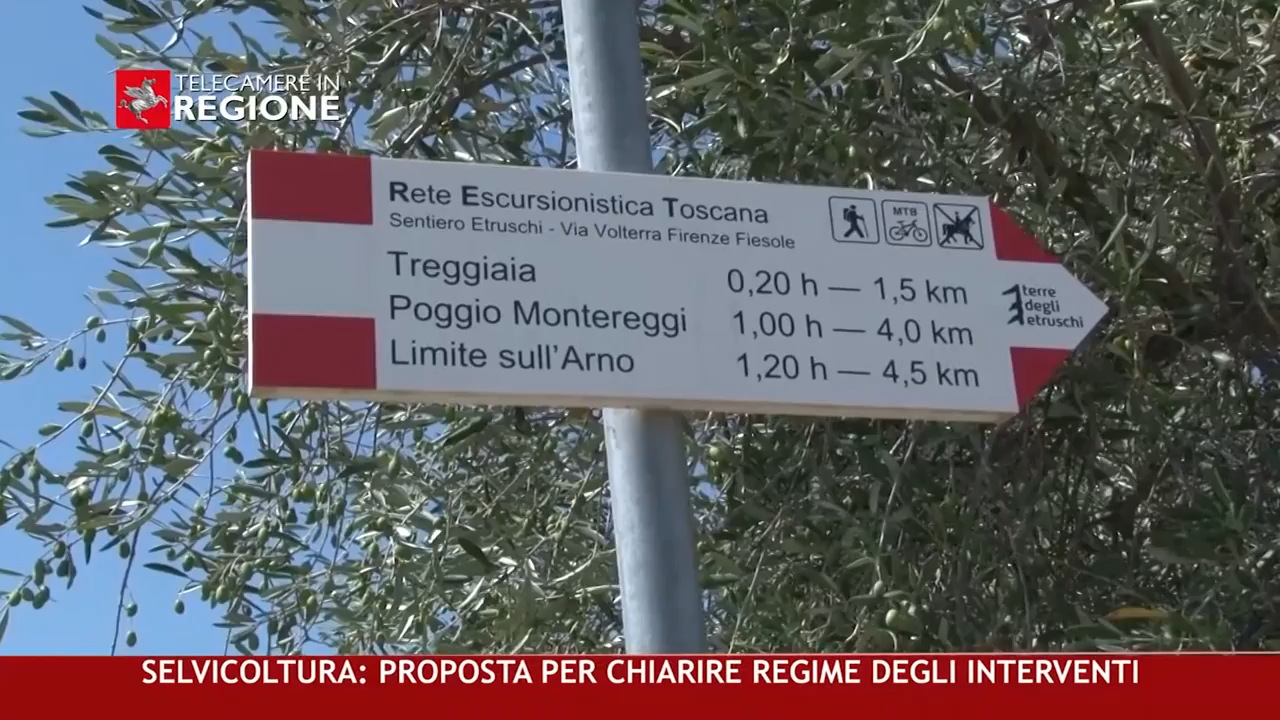 TELECAMERE IN
REGIONE
Rete Escursionistica Toscana
Sentiero Etruschi - Via Volterra Firenze Fiesole
MTB
Treggiaia 0,20 h — 1,5 km
Poggio Montereggi 1,00 h — 4,0 km
Limite sull'Arno 1,20 h — 4,5 km
terre
degli
etruschi
SELVICOLTURA: PROPOSTA PER CHIARIRE REGIME DEGLI INTERVENTI